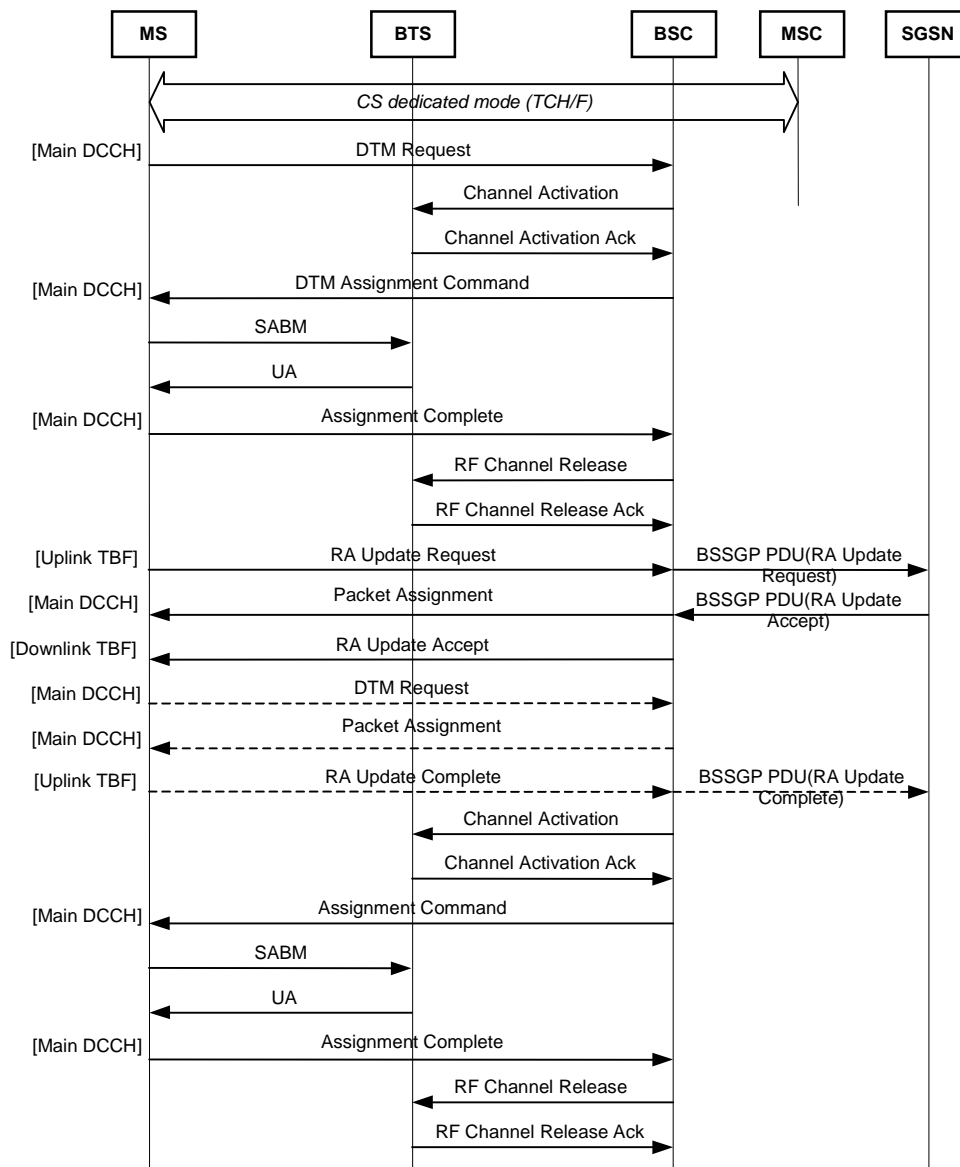 MS
BTS
BSC
MSC
SGSN
CS dedicated mode (TCH/F)
[Main DCCH]
DTM Request
Channel Activation
Channel Activation Ack
[Main DCCH]
DTM Assignment Command
SABM
UA
[Main DCCH]
Assignment Complete
RF Channel Release
RF Channel Release Ack
[Uplink TBF]
RA Update Request
BSSGP PDU(RA Update
Request)
[Main DCCH]
Packet Assignment
BSSGP PDU(RA Update
Accept)
[Downlink TBF]
RA Update Accept
[Main DCCH]
DTM Request
[Main DCCH]
Packet Assignment
[Uplink TBF]
RA Update Complete
BSSGP PDU(RA Update
Complete)
Channel Activation
Channel Activation Ack
[Main DCCH]
Assignment Command
SABM
UA
[Main DCCH]
Assignment Complete
RF Channel Release
RF Channel Release Ack